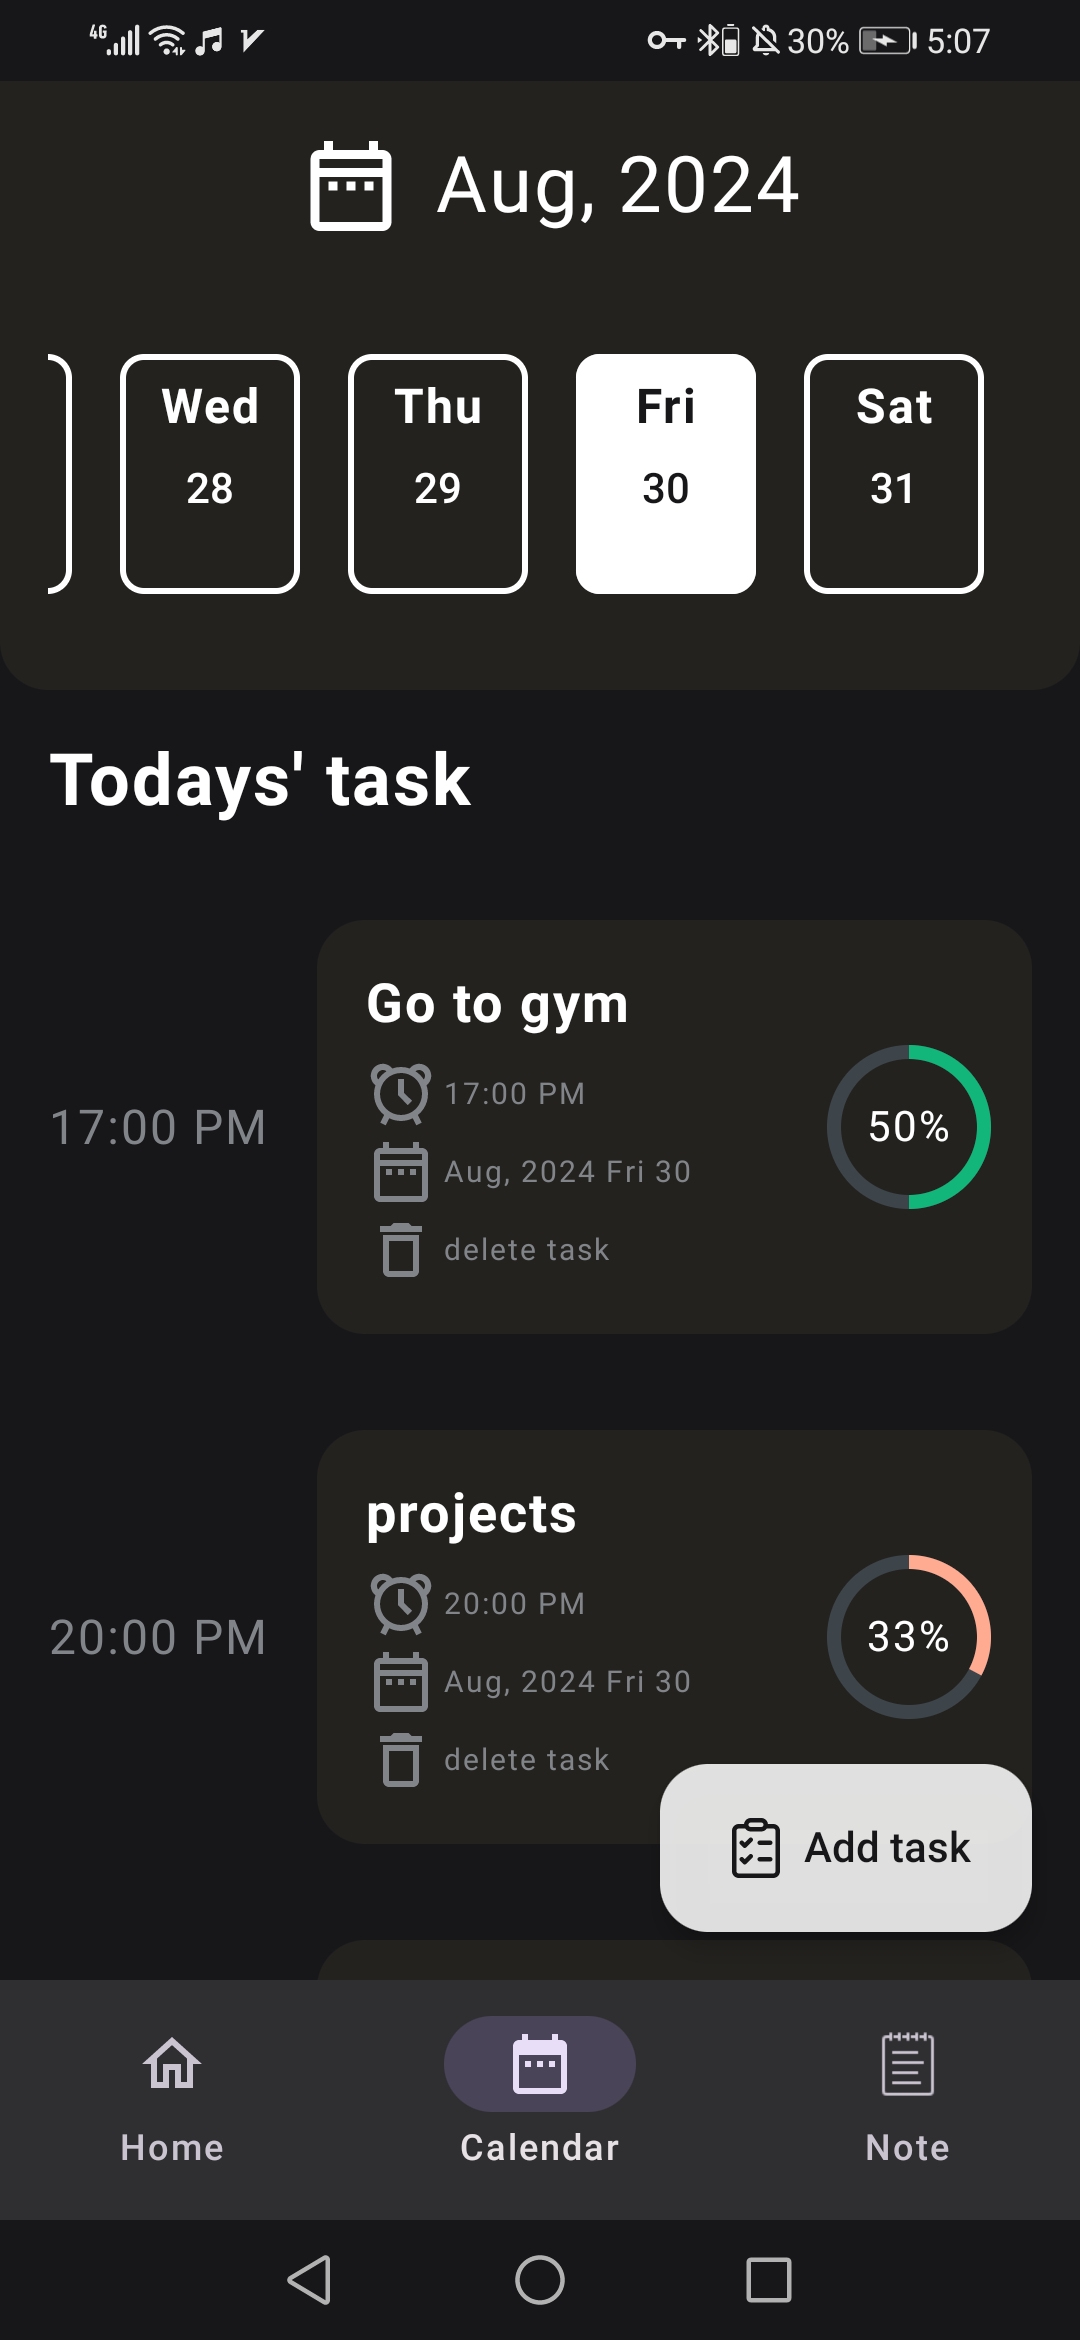 4G 30% 5:07
Aug, 2024
Wed Thu Fri Sat
28 29 30 31
Todays' task
Go to gym
17:00 PM
17:00 PM
50%
Aug, 2024 Fri 30
delete task
projects
20:00 PM
20:00 PM
33%
Aug, 2024 Fri 30
delete task
Add task
Home Calendar Note